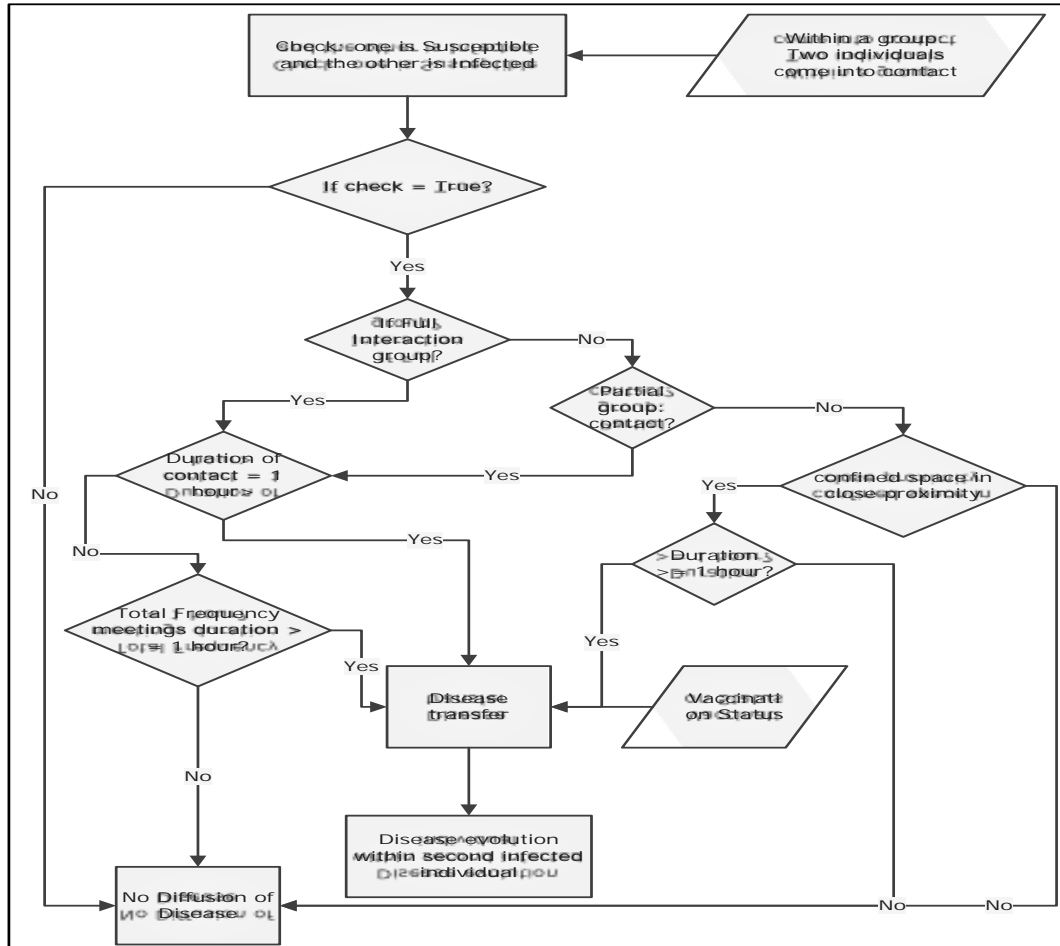 Check: one is Susceptible
and the other is Infected
Within a group:
Two individuals
come into contact
If check = True?
Yes
No
If Full
Interaction
group?
No
Yes
Partial
group:
contact?
No
Yes
Duration of
contact = 1
No
Yes
confined space in
close proximity
Yes
No
Duration
>= 1 hour?
Yes
No
Total Frequency
meetings duration >
= 1 hour?
Yes
No
Disease
transfer
Vaccinati
on Status
Disease evolution
within second infected
individual
No Diffusion of
Disease